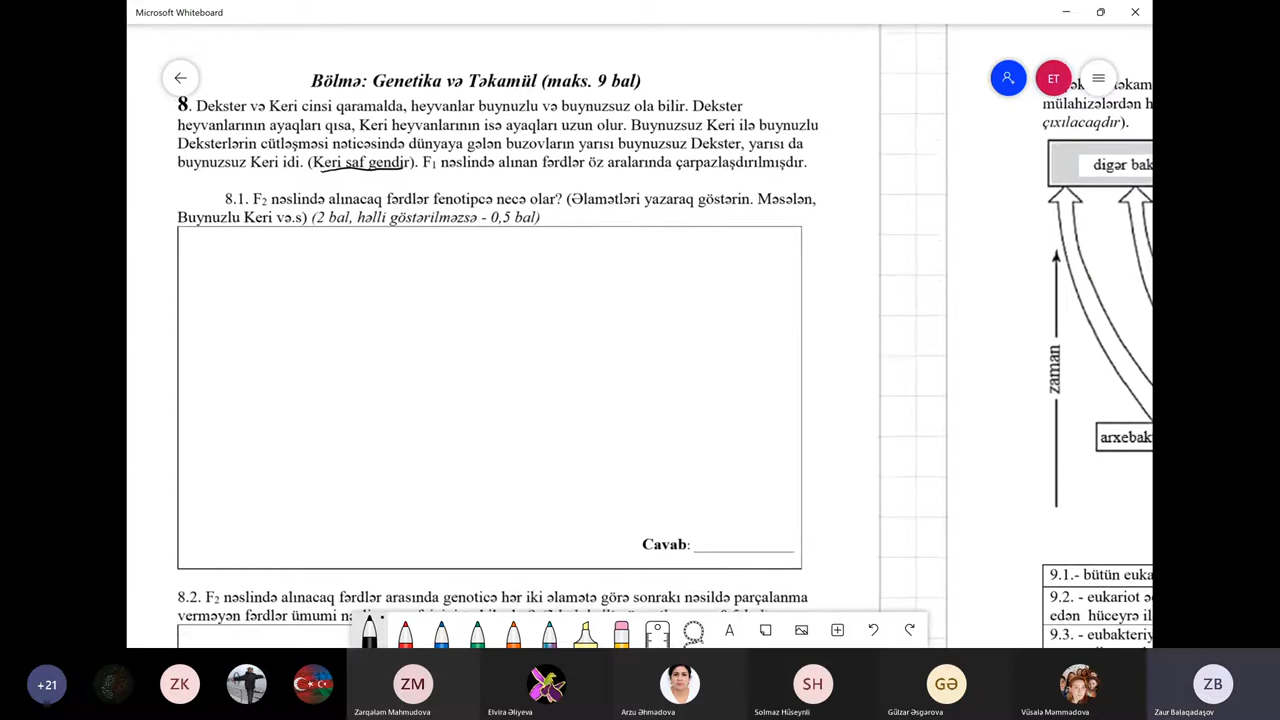 Microsoft Whiteboard
Bölmə: Genetika və Təkamül (maks. 9 bal)
8. Dekster və Keri cinsi qaramalda, heyvanlar buynuzlu və buynuzsuz ola bilir. Dekster
heyvanlarının ayaqları qısa, Keri heyvanlarının isə ayaqları uzun olur. Buynuzsuz Keri ilə buynuzlu
Deksterlərin cütləşməsi nəticəsində dünyaya gələn buzovların yarısı buynuzsuz Dekster, yarısı da
buynuzsuz Keri idi. (Keri saf gendir). F1 nəslində alınan fərdlər öz aralarında çarpazlaşdırılmışdır.
8.1. F2 nəslində alınacaq fərdlər fenotipcə necə olar? (Əlamətləri yazaraq göstərin. Məsələn,
Buynuzlu Keri və.s) (2 bal, həlli göstərilməzsə - 0,5 bal)
Cavab:
8.2. F2 nəslində alınacaq fərdlər arasında genoticə hər iki əlamətə görə sonrakı nəsildə parçalanma
verməyən fərdlər ümumi
ET
mülahizələrdən h
çıxılacaqdır).
digər bak
zaman
arxebak
9.1.- bütün euka
9.2. - eukariot
edən hüceyrə il
9.3. - eubakteriy
A
+21
ZK
ZM
SH
GƏ
ZB
Zərqələm Mahmudova
Elvira Əliyeva
Arzu Əhmədova
Solmaz Hüseynli
Gülzar Əsgərova
Vüsalə Məmmədova
Zaur Balaqadaşov